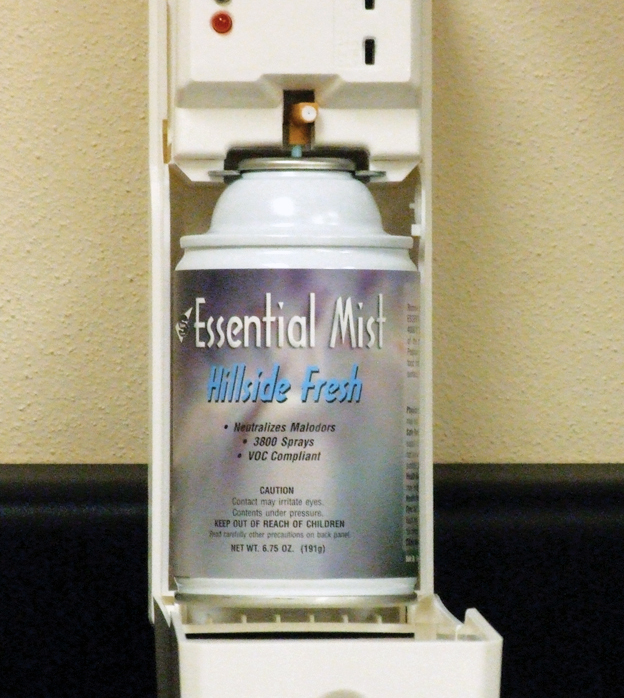 Essential Mist
Hillside Fresh
• Neutralizes Malodors
• 3800 Sprays
• VOC Compliant
CAUTION
Contact may irritate eyes.
Contents under pressure.
KEEP OUT OF REACH OF CHILDREN
Read carefully other precautions on back panel
NET WT. 6.75 OZ. (191g)